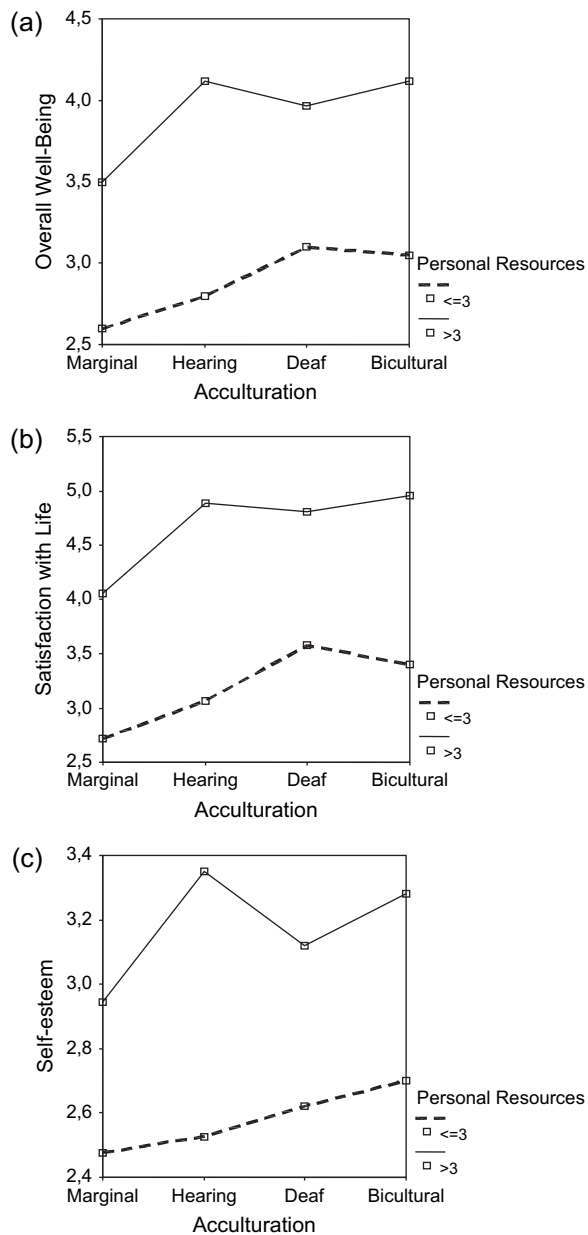 (a)
4,5
4,0
3,5
3,0
2,5
Overall Well-Being
Marginal Hearing Deaf Bicultural
Acculturation
Personal Resources
<=3
>3
(b)
5,5
5,0
4,5
4,0
3,5
3,0
2,5
Satisfaction with Life
Marginal Hearing Deaf Bicultural
Acculturation
Personal Resources
<=3
>3
(c)
3,4
3,2
3,0
2,8
2,6
2,4
Self-esteem
Marginal Hearing Deaf Bicultural
Acculturation
Personal Resources
<=3
>3